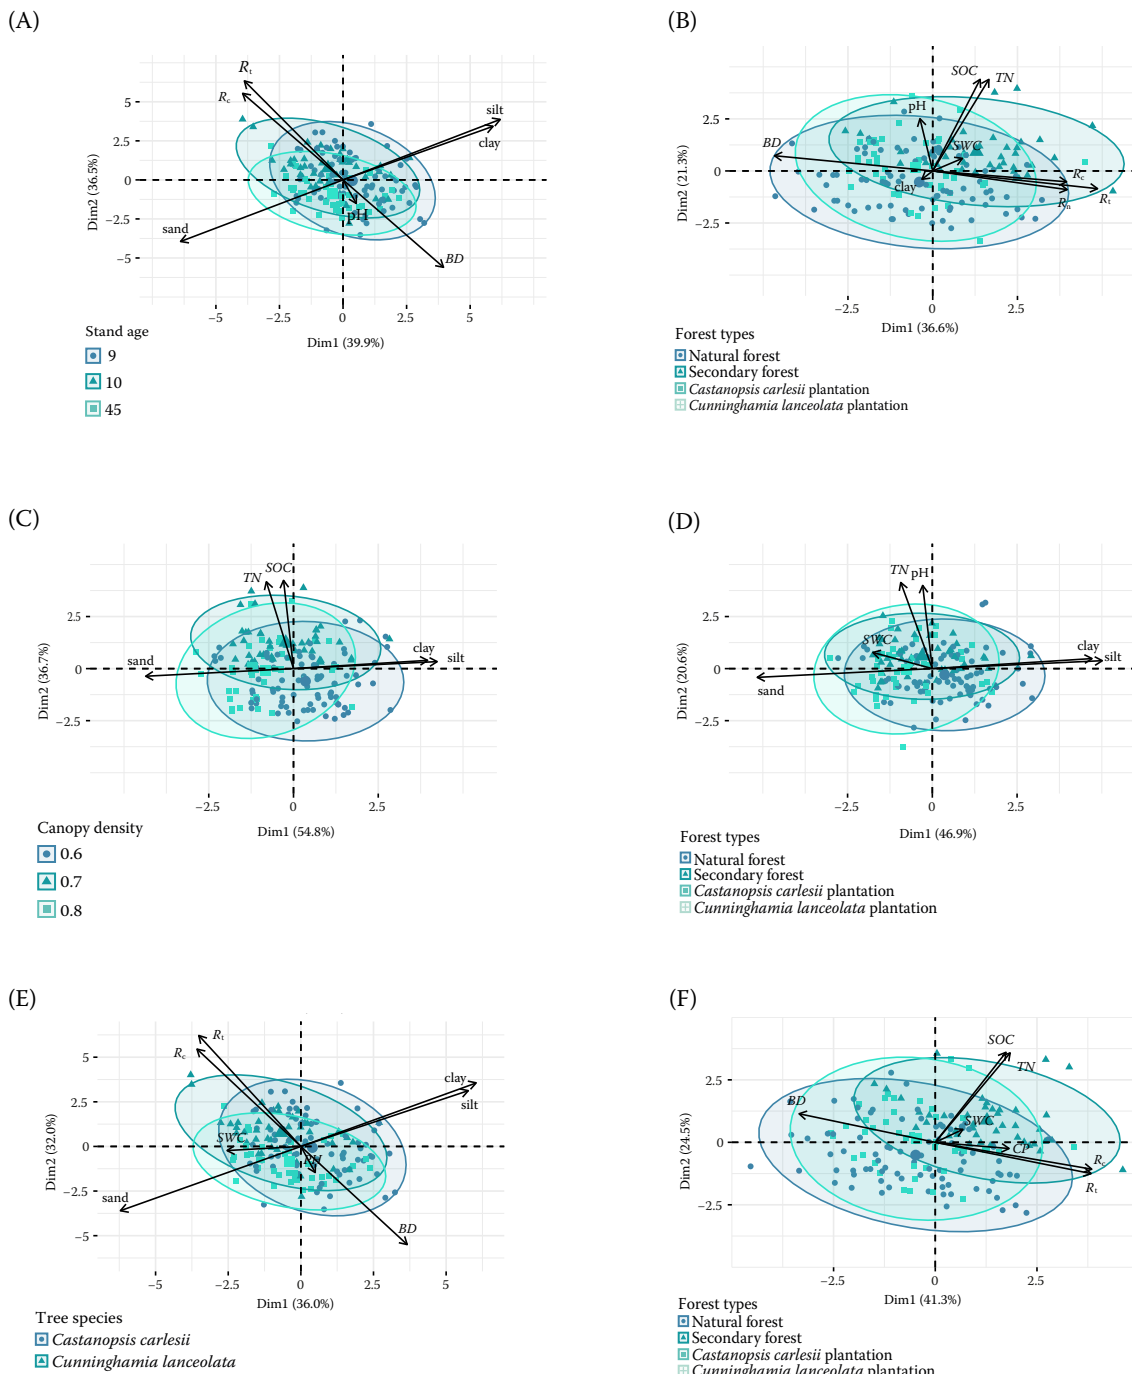 (A)
Dim2 (36.5%)
5
2.5
0
−2.5
−5
Rt
Rc
silt
clay
sand
pH
BD
−5
−2.5
0
2.5
5
Dim1 (39.9%)
Stand age
9
10
45
(B)
Dim2 (21.3%)
2.5
0
−2.5
SOC
TN
pH
BD
SWC
clay
Rc
Rn
Rt
−2.5
0
2.5
Dim1 (36.6%)
Forest types
Natural forest
Secondary forest
Castanopsis carlesii plantation
Cunninghamia lanceolata plantation
(C)
Dim2 (36.7%)
2.5
0
−2.5
TN
SOC
sand
clay
silt
−2.5
0
2.5
Dim1 (54.8%)
Canopy density
0.6
0.7
0.8
(D)
Dim2 (20.6%)
2.5
0
−2.5
TN
pH
SWC
clay
silt
sand
−2.5
0
2.5
Dim1 (46.9%)
Forest types
Natural forest
Secondary forest
Castanopsis carlesii plantation
Cunninghamia lanceolata plantation
(E)
Dim2 (32.0%)
5
2.5
0
−2.5
−5
Rt
Rc
clay
silt
SWC
PH
sand
BD
−5
−2.5
0
2.5
5
Dim1 (36.0%)
Tree species
Castanopsis carlesii
Cunninghamia lanceolata
(F)
Dim2 (24.5%)
2.5
0
−2.5
SOC
TN
BD
SWC
CP
Rc
Rt
−2.5
0
2.5
Dim1 (41.3%)
Forest types
Natural forest
Secondary forest
Castanopsis carlesii plantation
Cunninghamia lanceolata plantation